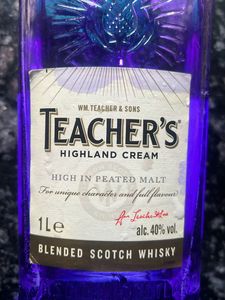 WM. TEACHER & SONS
TEACHER'S
HIGHLAND CREAM
HIGH IN PEATED MALT
For unique character and full flavour
1L℮
alc. 40% vol.
BLENDED SCOTCH WHISKY